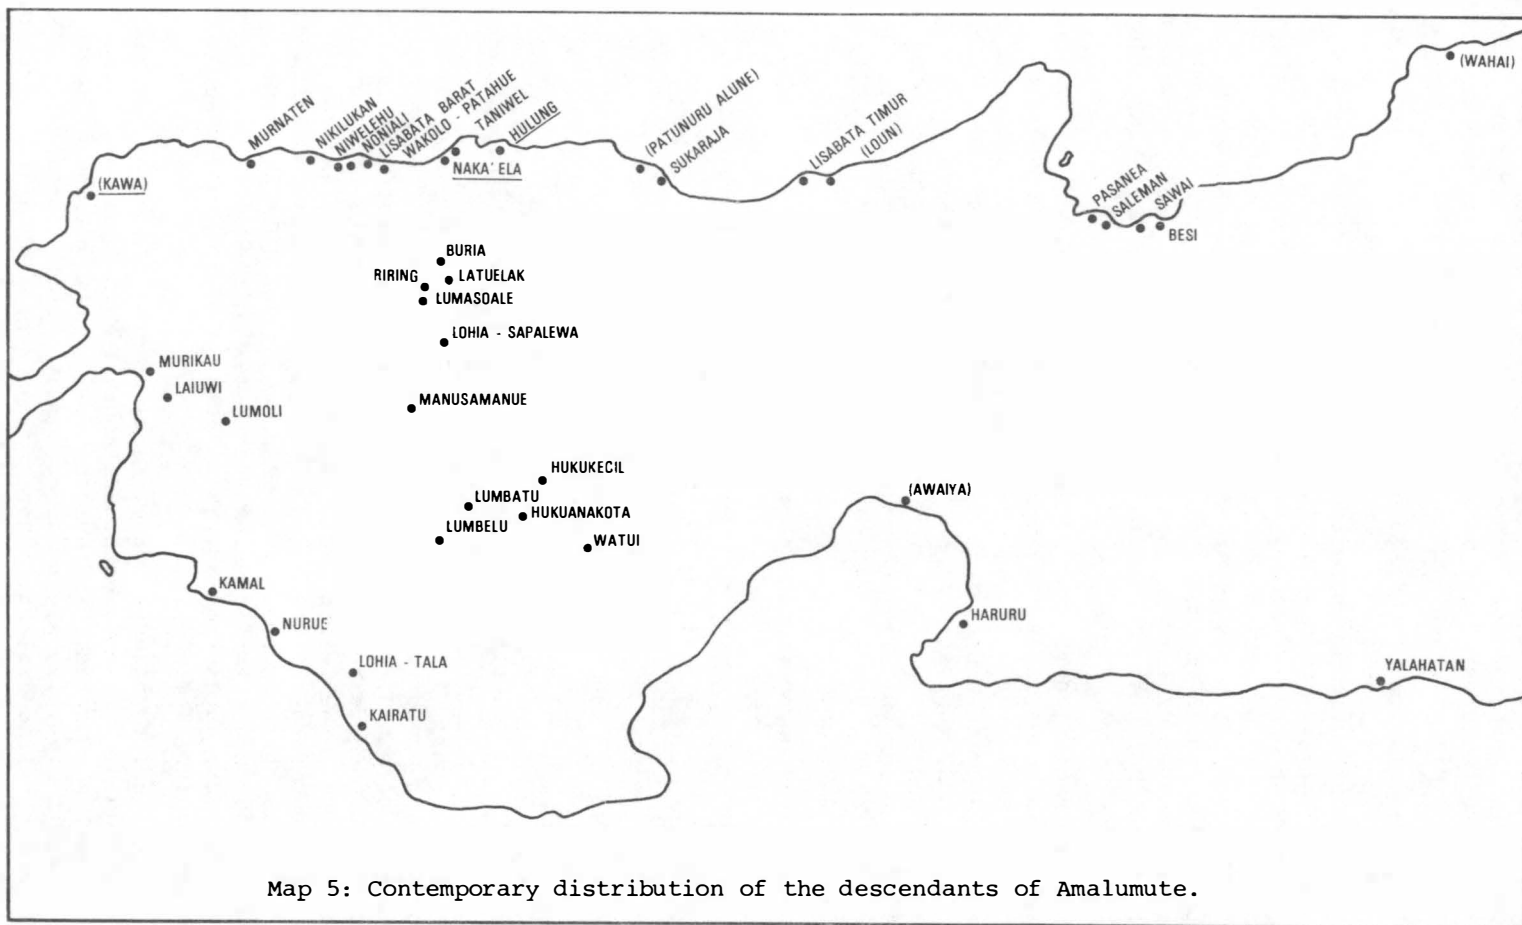 (WAHAI)
MURNATEN
NIKILUKAN
NIWELEHU
NONIALI
LISABATA BARAT
WAKOLO - PATAHUE
TANIWEL
HULUNG
(PATUNURU ALUNE)
SUKARAJA
LISABATA TIMUR
(LOUN)
NAKA'ELA
(KAWA)
PASANEA
SALEMAN
SAWAI
BESI
BURIA
RIRING
LATUELAK
LUMASOALE
LOHIA - SAPALEWA
MURIKAU
LAIUWI
LUMOLI
MANUSAMANUE
HUKUKECIL
LUMBATU
HUKUANAKOTA
LUMBELU
WATUI
(AWAIYA)
KAMAL
NURUE
HARURU
LOHIA - TALA
YALAHATAN
KAIRATU
Map 5: Contemporary distribution of the descendants of Amalumute.